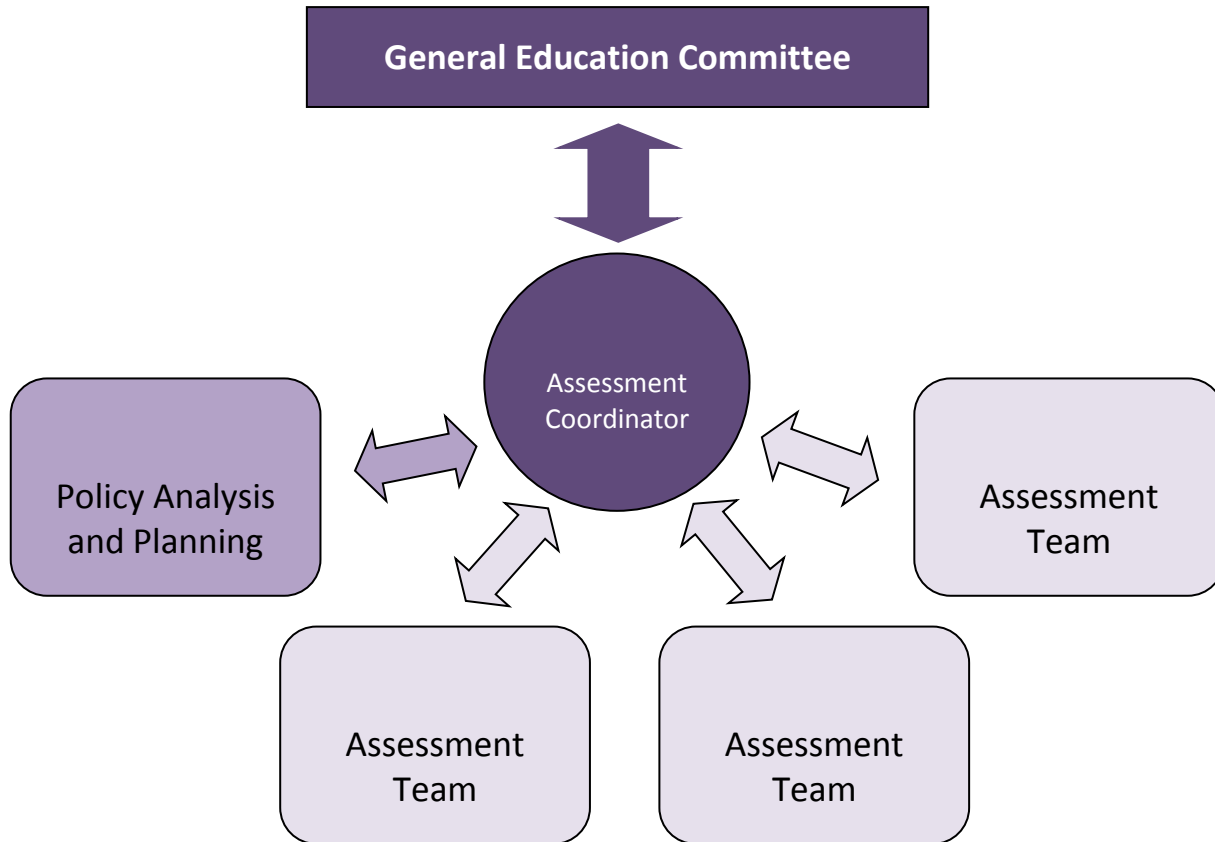 General Education Committee
Assessment
Coordinator
Policy Analysis
and Planning
Assessment
Team
Assessment
Team
Assessment
Team